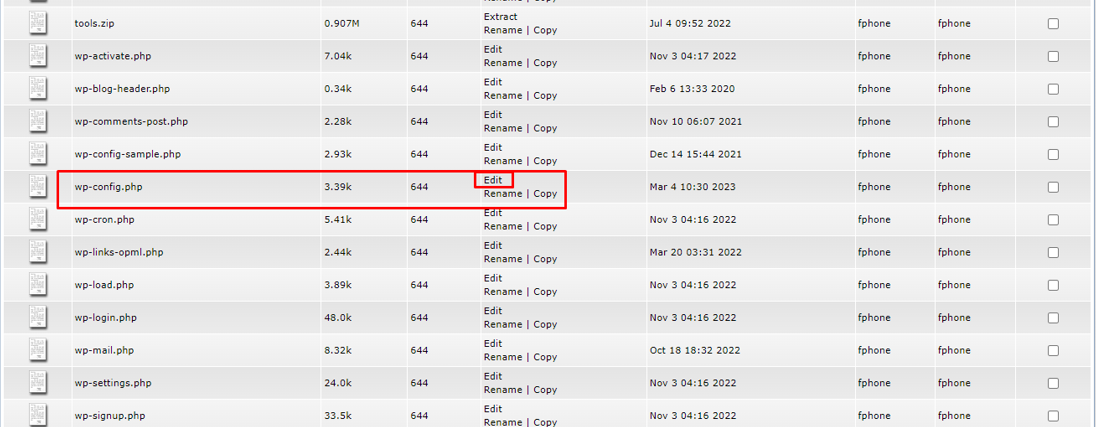 tools.zip 0.907M 644 Extract Jul 4 09:52 2022 fphone fphone
Rename | Copy
wp-activate.php 7.04k 644 Edit Nov 3 04:17 2022 fphone fphone
Rename | Copy
wp-blog-header.php 0.34k 644 Edit Feb 6 13:33 2020 fphone fphone
Rename | Copy
wp-comments-post.php 2.28k 644 Edit Nov 10 06:07 2021 fphone fphone
Rename | Copy
wp-config-sample.php 2.93k 644 Edit Dec 14 15:44 2021 fphone fphone
Rename | Copy
wp-config.php 3.39k 644 Edit Mar 4 10:30 2023 fphone fphone
Rename | Copy
wp-cron.php 5.41k 644 Edit Nov 3 04:16 2022 fphone fphone
Rename | Copy
wp-links-opml.php 2.44k 644 Edit Mar 20 03:31 2022 fphone fphone
Rename | Copy
wp-load.php 3.89k 644 Edit Nov 3 04:16 2022 fphone fphone
Rename | Copy
wp-login.php 48.0k 644 Edit Nov 3 04:16 2022 fphone fphone
Rename | Copy
wp-mail.php 8.32k 644 Edit Oct 18 18:32 2022 fphone fphone
Rename | Copy
wp-settings.php 24.0k 644 Edit Nov 3 04:16 2022 fphone fphone
Rename | Copy
wp-signup.php 33.5k 644 Edit Nov 3 04:16 2022 fphone fphone
Rename | Copy